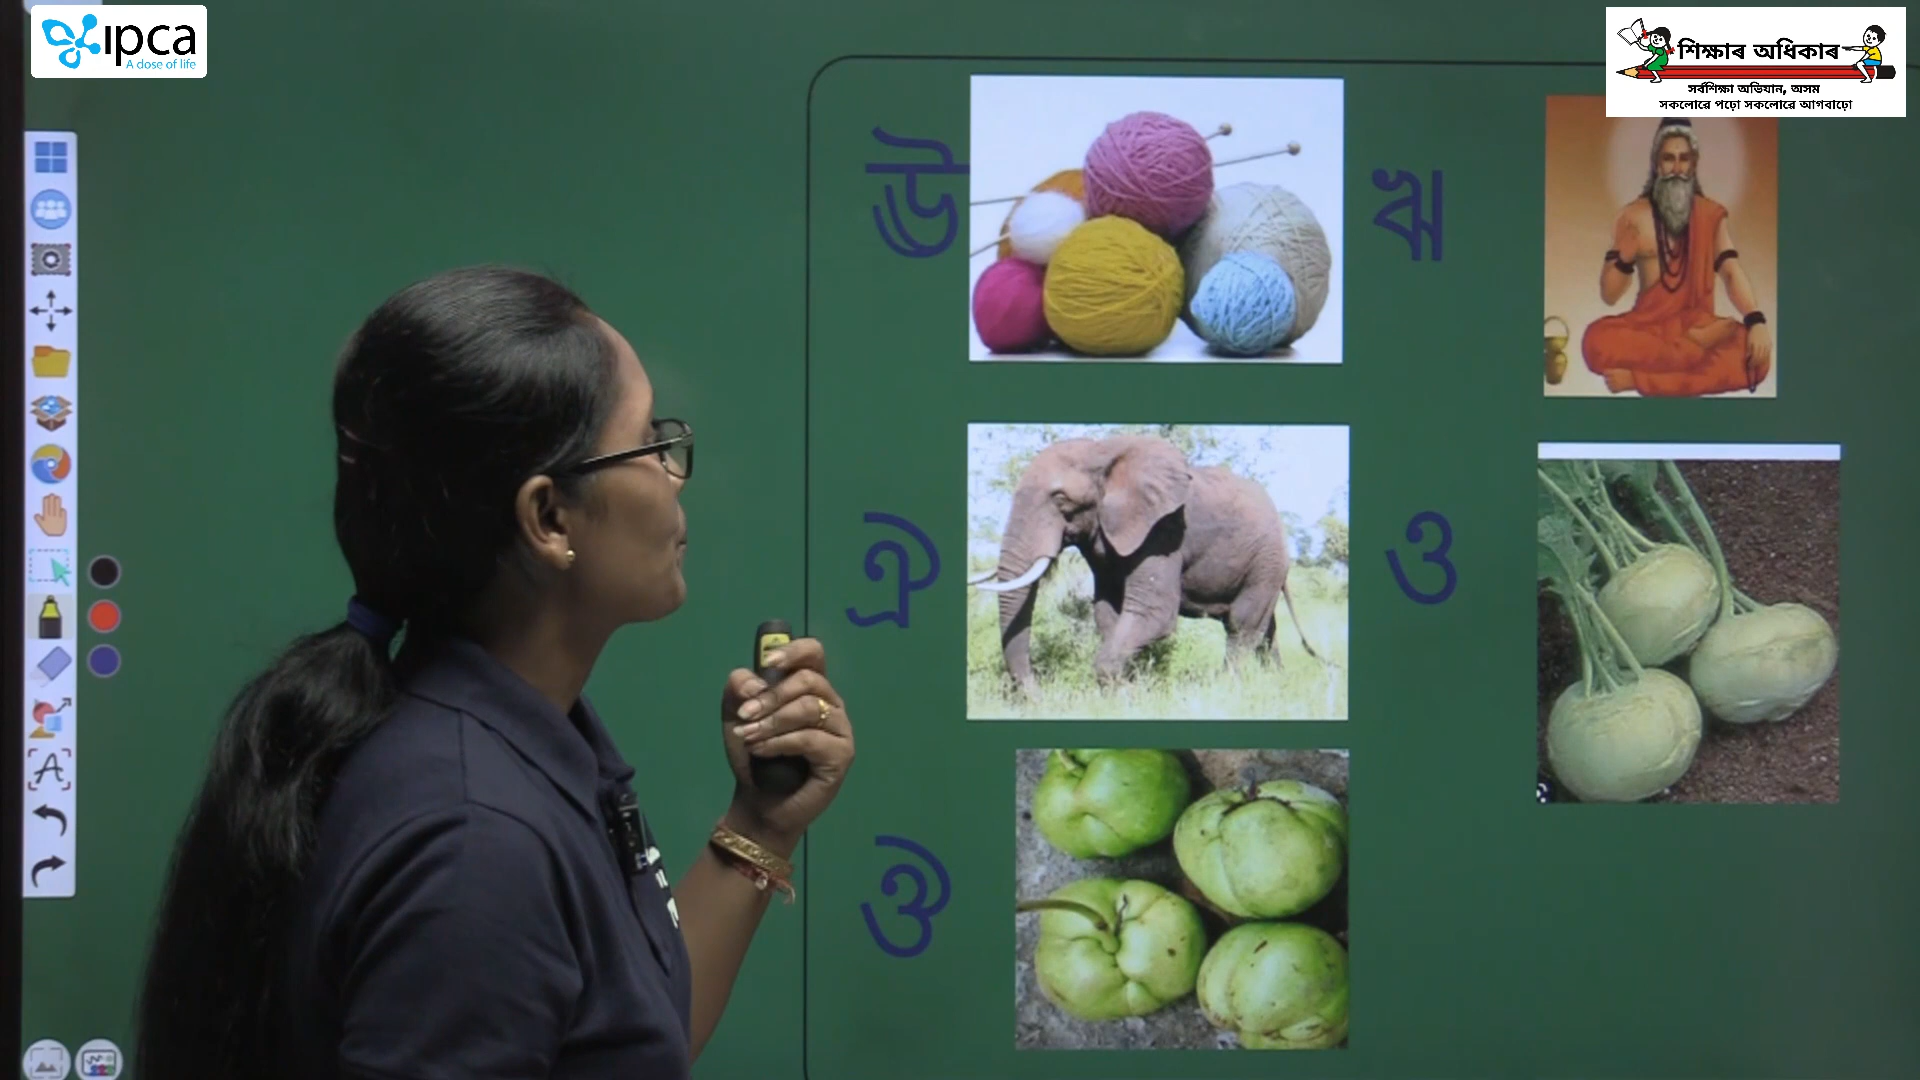 ipca
A dose of life
শিক্ষাৰ অধিকাৰ
সৰ্বশিক্ষা অভিযান, অসম
সকলোৱে পঢ়ো সকলোৱে আগবাঢ়ো
ঊ
ঋ
ঐ
ও
ঔ
A